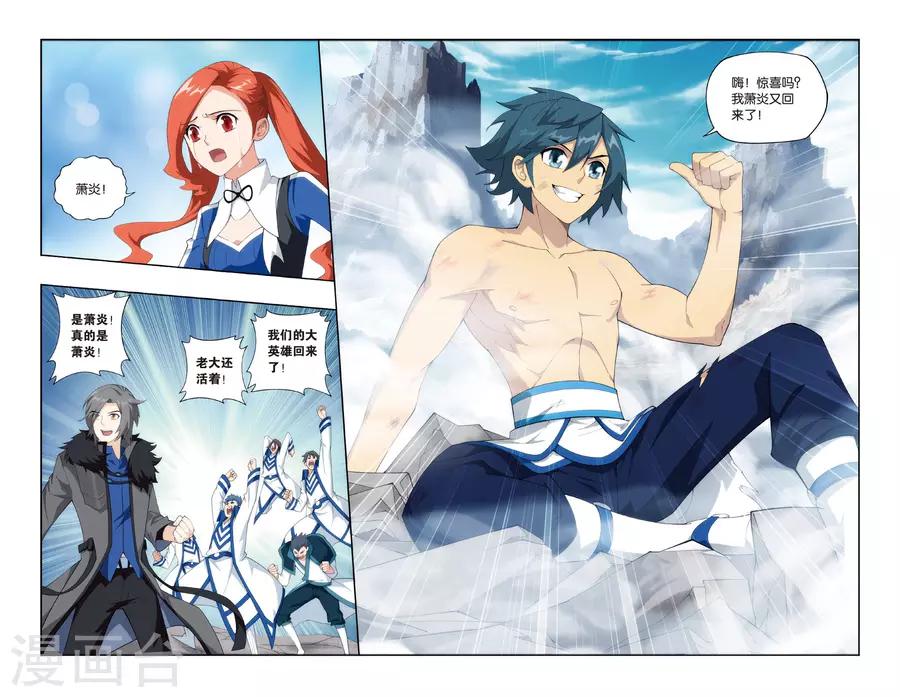 萧炎！
是萧炎！
真的是
萧炎！
老大还
活着！
我们的大
英雄回来
了！
嗨！惊喜吗？
我萧炎又回
来了！
漫画台